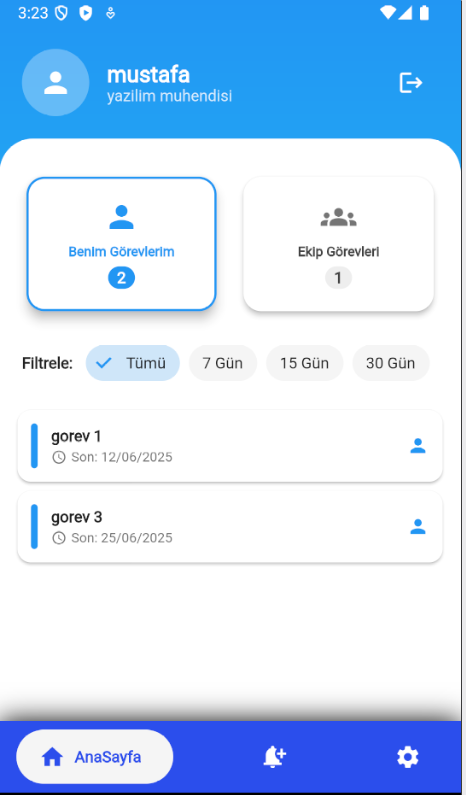 3:23
mustafa
yazilim muhendisi
Benim Görevlerim
2
Ekip Görevleri
1
Filtrele: Tümü 7 Gün 15 Gün 30 Gün
gorev 1
Son: 12/06/2025
gorev 3
Son: 25/06/2025
AnaSayfa